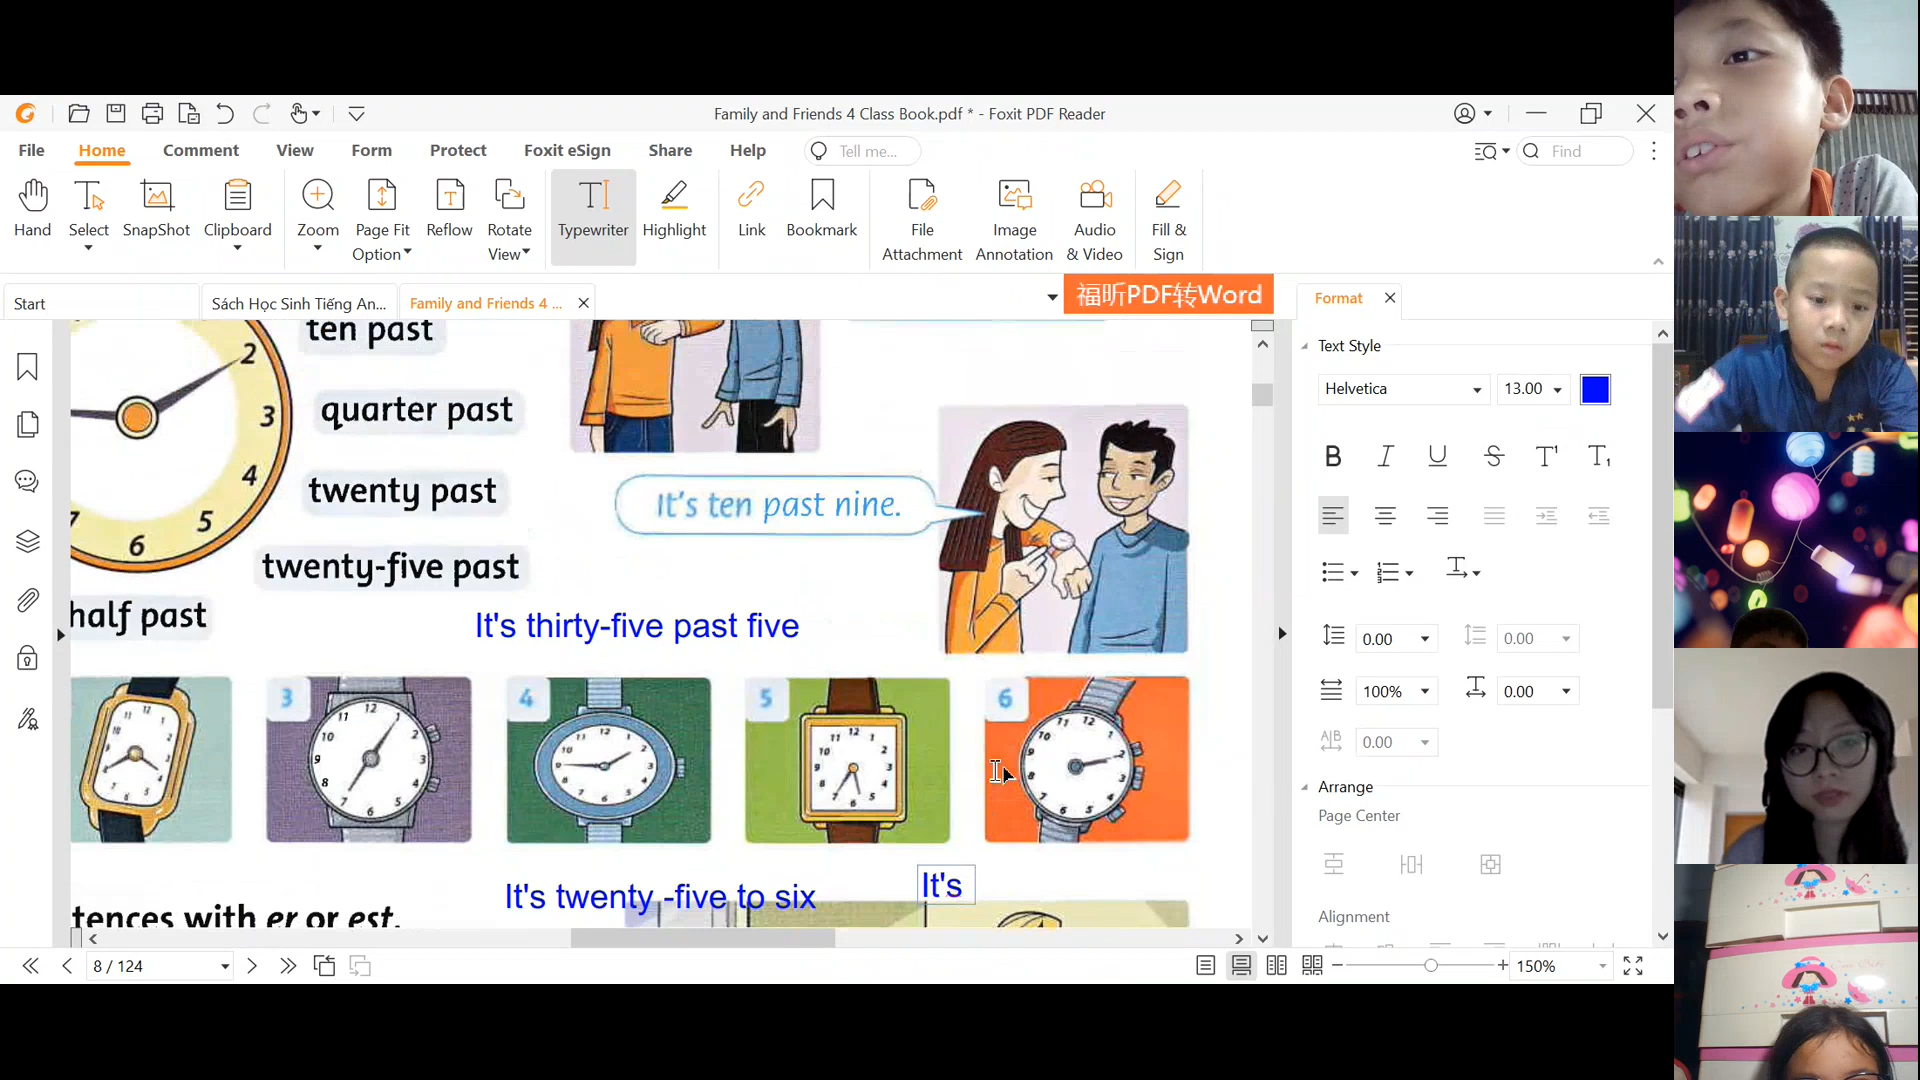 Family and Friends 4 Class Book.pdf * - Foxit PDF Reader
File Home Comment View Form Protect Foxit eSign Share Help Tell me... Find
Hand Select SnapShot Clipboard Zoom Page Fit Option Reflow Rotate View Typewriter Highlight Link Bookmark File Attachment Image Annotation Audio & Video Fill & Sign
Start Sách Học Sinh Tiếng An... Family and Friends 4 ... 福昕PDF转Word Format
ten past
quarter past
twenty past
twenty-five past
half past
2
3
4
5
6
7
It's ten past nine.
It's thirty-five past five
3 4 5 6
It's twenty -five to six
It's
tences with er or est.
Text Style
Helvetica 13.00
B I U S T T
0.00 0.00
100% 0.00
A|B 0.00
Arrange
Page Center
Alignment
8 / 124 150%